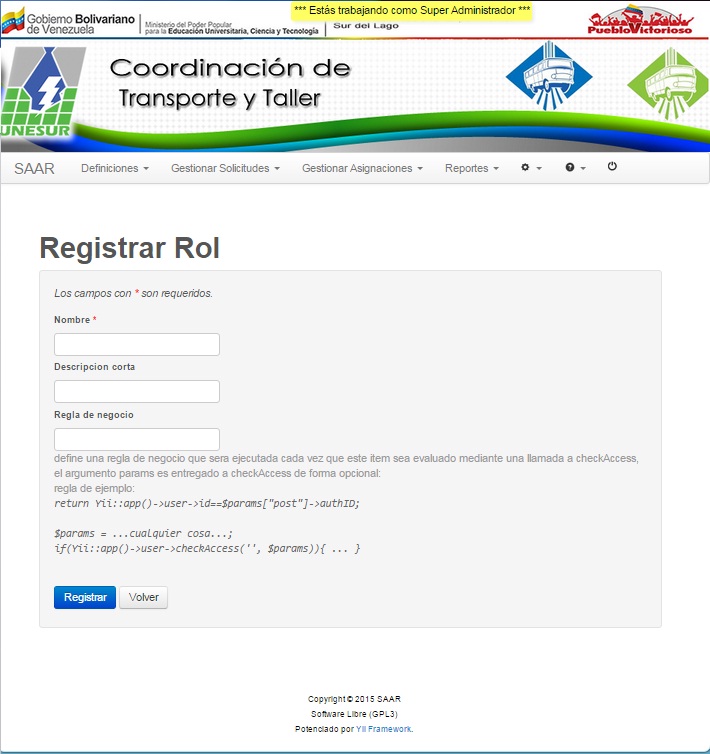 *** Estás trabajando como Super Administrador ***
Gobierno Bolivariano
de Venezuela
Ministerio del Poder Popular
para la Educación Universitaria, Ciencia y Tecnología
Sur del Lago
PuebloVictorioso
UNESUR
Coordinación de
Transporte y Taller
SAAR Definiciones Gestionar Solicitudes Gestionar Asignaciones Reportes
Registrar Rol
Los campos con * son requeridos.
Nombre *
Descripcion corta
Regla de negocio
define una regla de negocio que sera ejecutada cada vez que este item sea evaluado mediante una llamada a checkAccess,
el argumento params es entregado a checkAccess de forma opcional:
regla de ejemplo:
return Yii::app()->user->id==$params["post"]->authID;
$params = ...cualquier cosa...;
if(Yii::app()->user->checkAccess('', $params)){ ... }
Registrar Volver
Copyright © 2015 SAAR
Software Libre (GPL3)
Potenciado por Yii Framework.